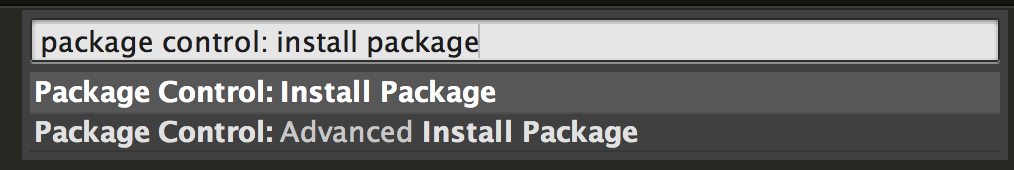 package control: install package
Package Control: Install Package
Package Control: Advanced Install Package